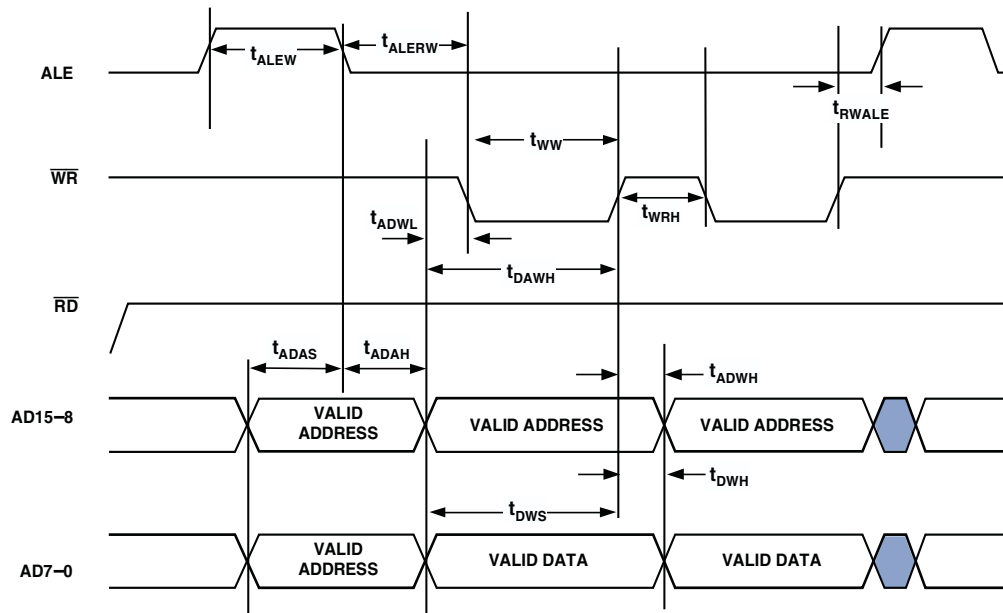 tALEW
tALERW
ALE
tRWALE
tWW
WR
tWRH
tADWL
tDAWH
RD
tADAS
tADAH
tADWH
AD15–8
VALID
ADDRESS
VALID ADDRESS
VALID ADDRESS
tDWH
tDWS
AD7–0
VALID
ADDRESS
VALID DATA
VALID DATA